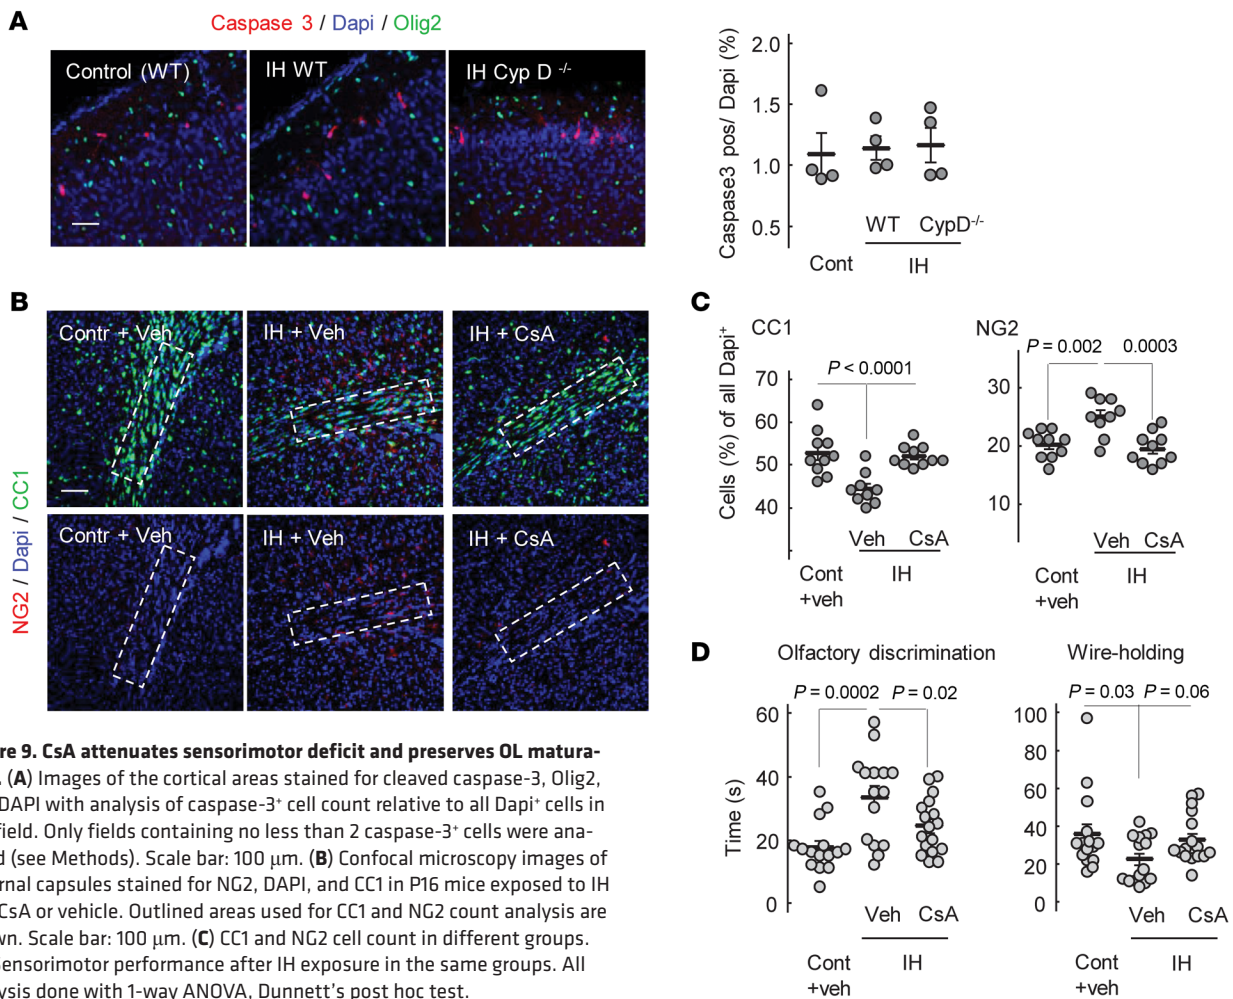 A
Caspase 3 / Dapi / Olig2
Control (WT)
IH WT
IH Cyp D -/-
Caspase3 pos/ Dapi (%)
2.0
1.5
1.0
0.5
WT
CypD-/-
Cont
IH
B
NG2 / Dapi / CC1
Contr + Veh
IH + Veh
IH + CsA
Contr + Veh
IH + Veh
IH + CsA
C
Cells (%) of all Dapi+
CC1
P < 0.0001
70
60
50
40
Veh
CsA
Cont
+veh
IH
NG2
P = 0.002
0.0003
30
20
10
Veh
CsA
Cont
+veh
IH
D
Olfactory discrimination
P = 0.0002
P = 0.02
Time (s)
60
40
20
0
Veh
CsA
Cont
+veh
IH
Wire-holding
P = 0.03
P = 0.06
100
80
60
40
20
0
Veh
CsA
Cont
+veh
IH
re 9. CsA attenuates sensorimotor deficit and preserves OL matura-
. (A) Images of the cortical areas stained for cleaved caspase-3, Olig2,
DAPI with analysis of caspase-3+ cell count relative to all Dapi+ cells in
field. Only fields containing no less than 2 caspase-3+ cells were ana-
d (see Methods). Scale bar: 100 μm. (B) Confocal microscopy images of
rnal capsules stained for NG2, DAPI, and CC1 in P16 mice exposed to IH
CsA or vehicle. Outlined areas used for CC1 and NG2 count analysis are
wn. Scale bar: 100 μm. (C) CC1 and NG2 cell count in different groups.
Sensorimotor performance after IH exposure in the same groups. All
ysis done with 1-way ANOVA, Dunnett's post hoc test.